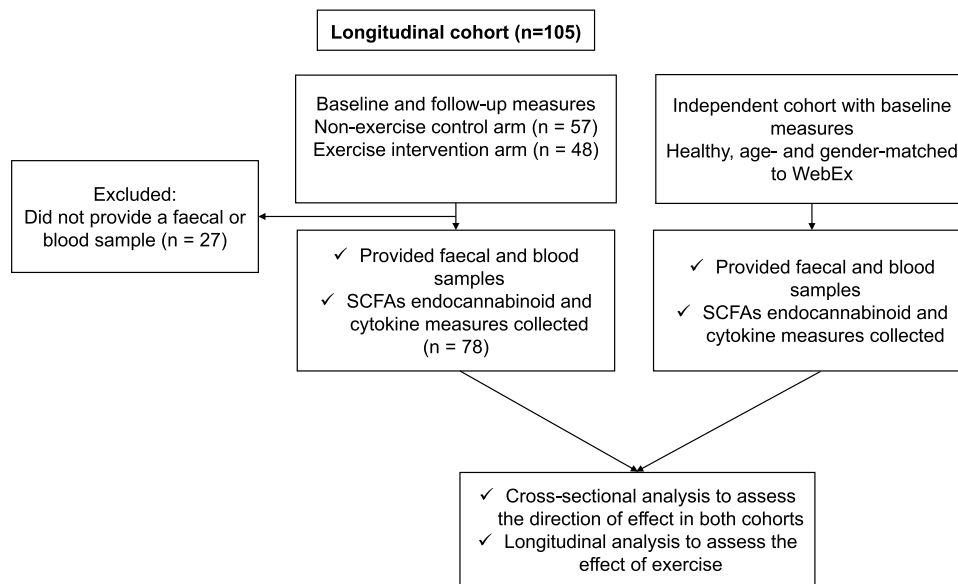 Longitudinal cohort (n=105)
Baseline and follow-up measures
Non-exercise control arm (n = 57)
Exercise intervention arm (n = 48)
Independent cohort with baseline
measures
Healthy, age- and gender-matched
to WebEx
Excluded:
Did not provide a faecal or
blood sample (n = 27)
✓ Provided faecal and blood
samples
✓ SCFAs endocannabinoid and
cytokine measures collected
(n = 78)
✓ Provided faecal and blood
samples
✓ SCFAs endocannabinoid and
cytokine measures collected
✓ Cross-sectional analysis to assess
the direction of effect in both cohorts
✓ Longitudinal analysis to assess the
effect of exercise